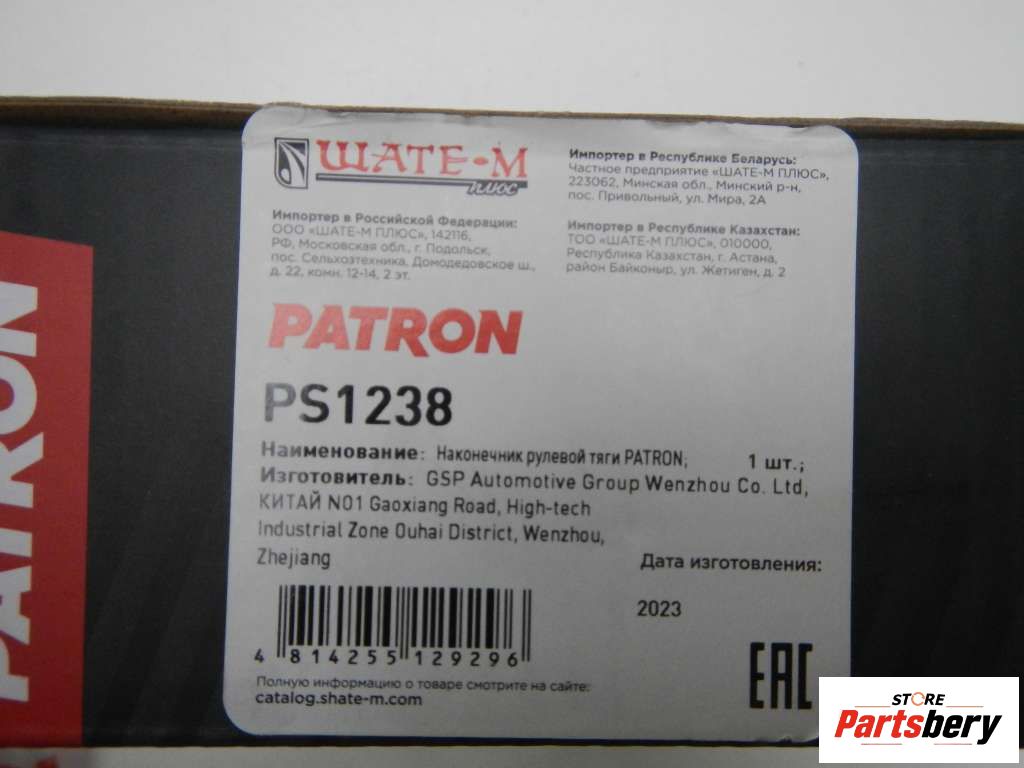 ШАТЕ-М
плюс
Импортер в Российской Федерации:
ООО «ШАТЕ-М ПЛЮС», 142116,
РФ, Московская обл., г. Подольск,
пос. Сельхозтехника, Домодедовское ш.,
д. 22, комн. 12-14, 2 эт.
Импортер в Республике Беларусь:
Частное предприятие «ШАТЕ-М ПЛЮС»,
223062, Минская обл., Минский р-н,
пос. Привольный, ул. Мира, 2А
Импортер в Республике Казахстан:
ТОО «ШАТЕ-М ПЛЮС», 010000,
Республика Казахстан, г. Астана,
район Байконыр, ул. Жетиген, д. 2
PATRON
PS1238
Наименование: Наконечник рулевой тяги PATRON; 1 шт.;
Изготовитель: GSP Automotive Group Wenzhou Co. Ltd,
КИТАЙ NO1 Gaoxiang Road, High-tech
Industrial Zone Ouhai District, Wenzhou,
Zhejiang
Дата изготовления:
2023
4 814255 129296
Полную информацию о товаре смотрите на сайте:
catalog.shate-m.com
EAC
PATRON
STORE
Partsbery